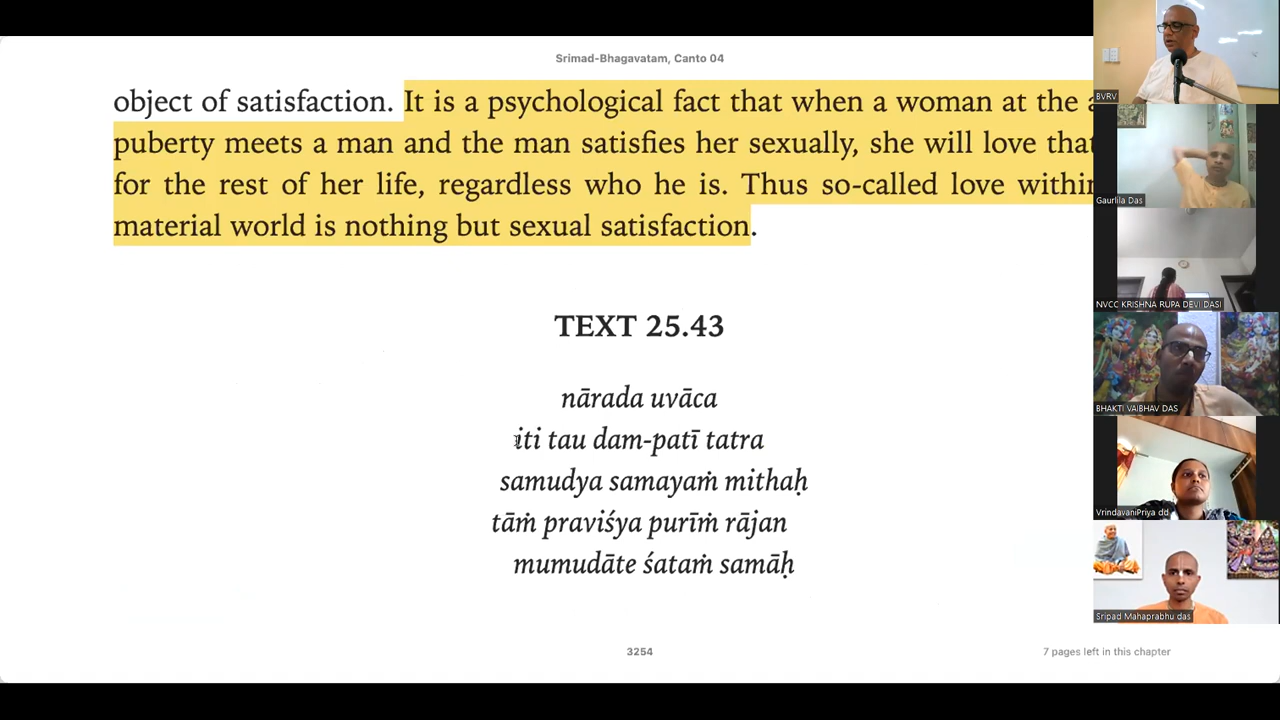 Srimad-Bhagavatam, Canto 04
object of satisfaction. It is a psychological fact that when a woman at the
puberty meets a man and the man satisfies her sexually, she will love
for the rest of her life, regardless who he is. Thus so-called love
material world is nothing but sexual satisfaction.
TEXT 25.43
nārada uvāca
iti tau dam-patī tatra
samudya samayaṁ mithaḥ
tāṁ praviśya purīṁ rājan
mumudāte śataṁ samāḥ
3254
7 pages left in this chapter
BVRV
Gaurlila Das
NVCC KRISHNA RUPA DEVI DASI
BHAKTI VAIBHAV DAS
VrindavaniPriya dd
Sripad Mahaprabhu das